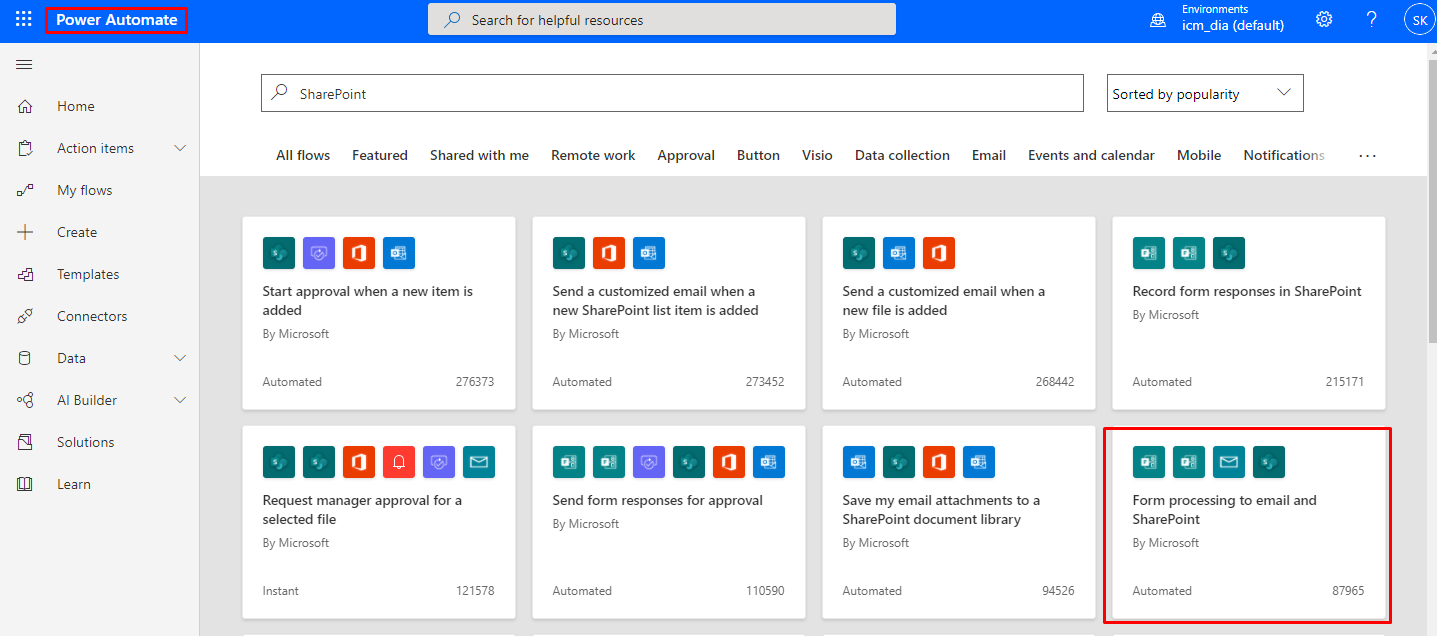 Power Automate
Search for helpful resources
Environments
icm_dia (default)
?
SK
Home
Action items
My flows
Create
Templates
Connectors
Data
AI Builder
Solutions
Learn
SharePoint
Sorted by popularity
All flows Featured Shared with me Remote work Approval Button Visio Data collection Email Events and calendar Mobile Notifications ...
Start approval when a new item is
added
By Microsoft
Automated 276373
Send a customized email when a
new SharePoint list item is added
By Microsoft
Automated 273452
Send a customized email when a
new file is added
By Microsoft
Automated 268442
Record form responses in SharePoint
By Microsoft
Automated 215171
Request manager approval for a
selected file
By Microsoft
Instant 121578
Send form responses for approval
By Microsoft
Automated 110590
Save my email attachments to a
SharePoint document library
By Microsoft
Automated 94526
Form processing to email and
SharePoint
By Microsoft
Automated 87965